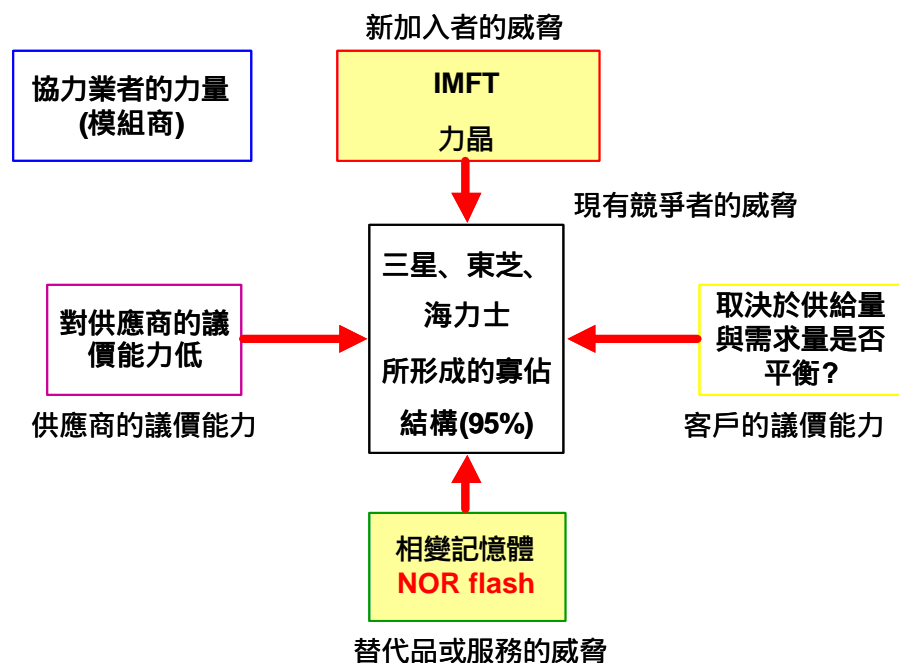 新加入者的威脅
協力業者的力量
(模組商)
IMFT
力晶
現有競爭者的威脅
三星、東芝、
海力士
所形成的寡佔
結構(95%)
對供應商的議
價能力低
供應商的議價能力
取決於供給量
與需求量是否
平衡?
客戶的議價能力
相變記憶體
NOR flash
替代品或服務的威脅